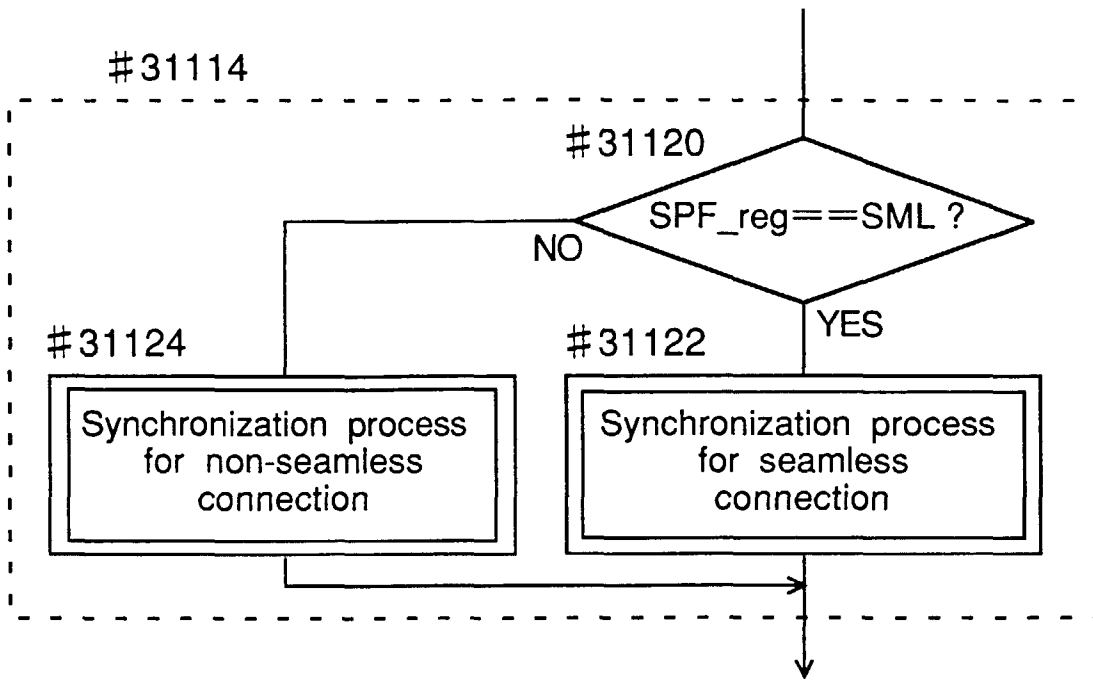 #31114
#31120
SPF_reg==SML ?
NO
YES
#31124
#31122
Synchronization process
for non-seamless
connection
Synchronization process
for seamless
connection